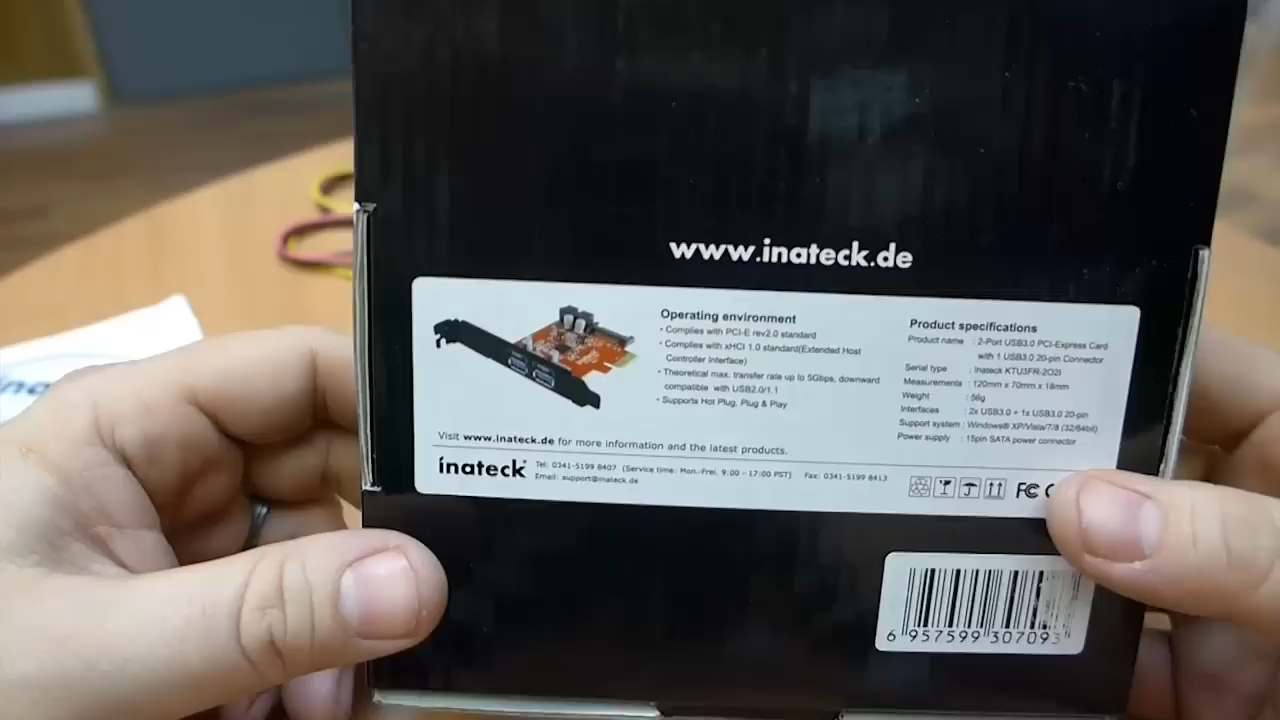 www.inateck.de
Operating environment
• Complies with PCI-E rev2.0 standard
• Complies with xHCI 1.0 standard(Extended Host
Controller Interface)
• Theoretical max. transfer rate up to 5Gbps, downward
compatible with USB2.0/1.1
• Supports Hot Plug, Plug & Play
Product specifications
Product name : 2-Port USB3.0 PCI-Express Card
with 1 USB3.0 20-pin Connector
Serial type : Inateck KTU3FR-2O2I
Measurements : 120mm x 70mm x 18mm
Weight : 56g
Interfaces : 2x USB3.0 + 1x USB3.0 20-pin
Support system : Windows® XP/Vista/7/8 (32/64bit)
Power supply : 15pin SATA power connector
Visit www.inateck.de for more information and the latest products.
inateck
Tel: 0341-5199 8407 (Service time: Mon.-Frei. 9:00 - 17:00 PST) Fax: 0341-5199 8413
Email: support@inateck.de
FC
6 957599 307093